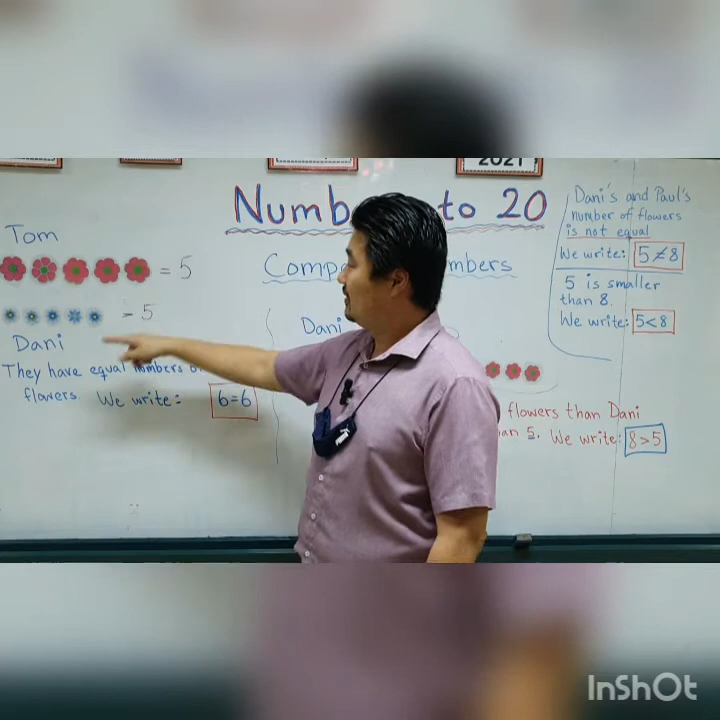 2021
Numb to 20
Comp mbers
Tom
= 5
= 5
Dani
They have equal numbers
flowers. We write: 6=6
Dani
flowers than Dani
than 5. We write: 8>5
Dani's and Paul's
number of flowers
is not equal
We write: 5≠8
5 is smaller
than 8.
We write: 5<8
InShOt